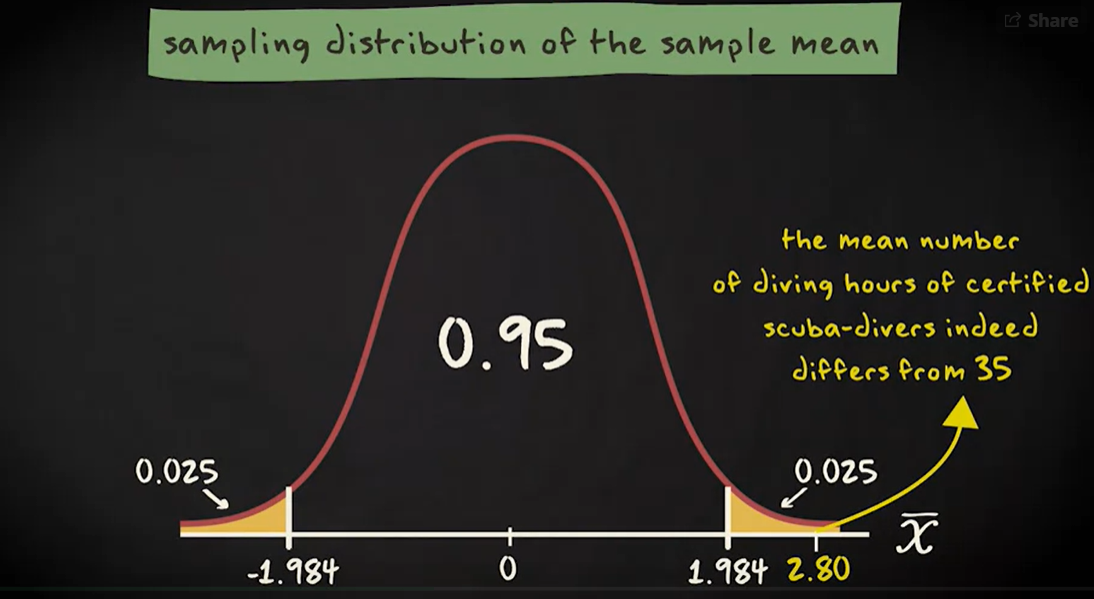 Share
sampling distribution of the sample mean
the mean number
of diving hours of certified
scuba-divers indeed
differs from 35
0.95
0.025
0.025
x̅
-1.984
0
1.984
2.80